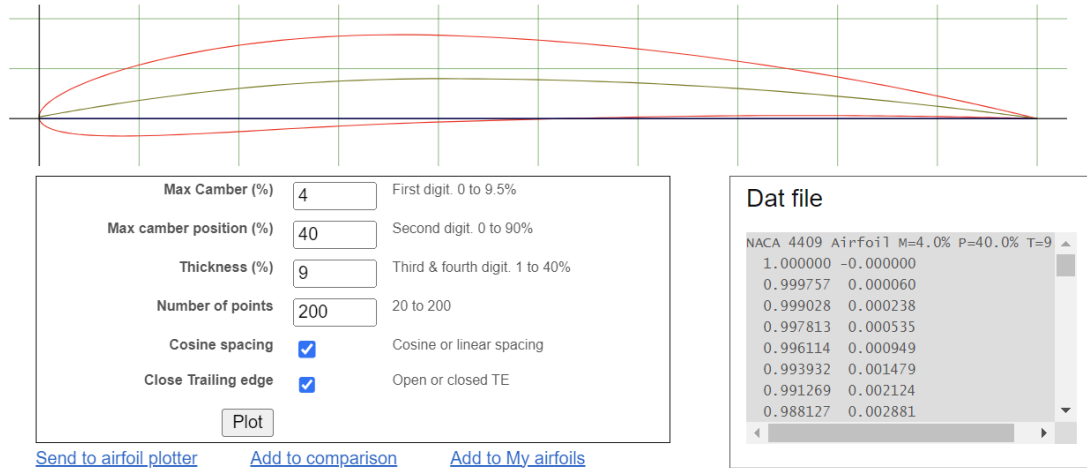 Max Camber (%) 4 First digit. 0 to 9.5%
Max camber position (%) 40 Second digit. 0 to 90%
Thickness (%) 9 Third & fourth digit. 1 to 40%
Number of points 200 20 to 200
Cosine spacing Cosine or linear spacing
Close Trailing edge Open or closed TE
Plot
Send to airfoil plotter Add to comparison Add to My airfoils
Dat file
NACA 4409 Airfoil M=4.0% P=40.0% T=9
1.000000 -0.000000
0.999757 0.000060
0.999028 0.000238
0.997813 0.000535
0.996114 0.000949
0.993932 0.001479
0.991269 0.002124
0.988127 0.002881